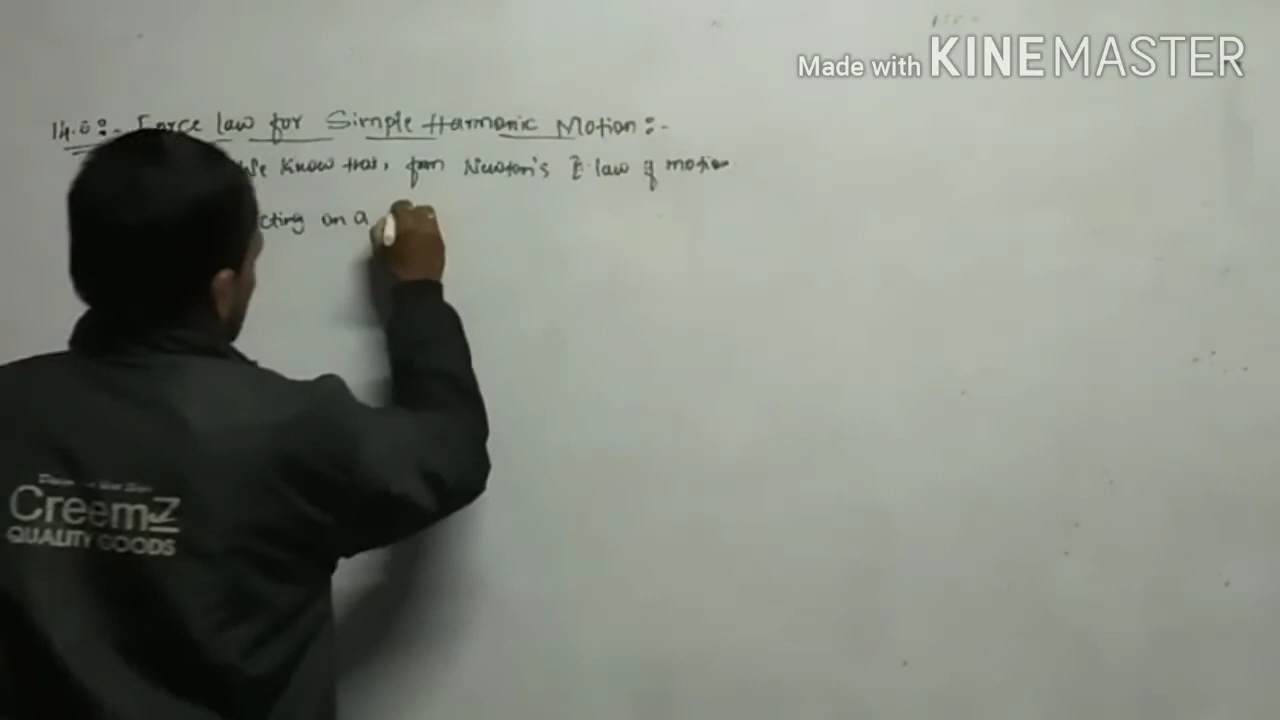 Made with KINEMASTER
14.6:- Force law for Simple Harmonic Motion:-
We know that, from Newton's law of motion
cting on a
CreemZ
QUALITY GOODS